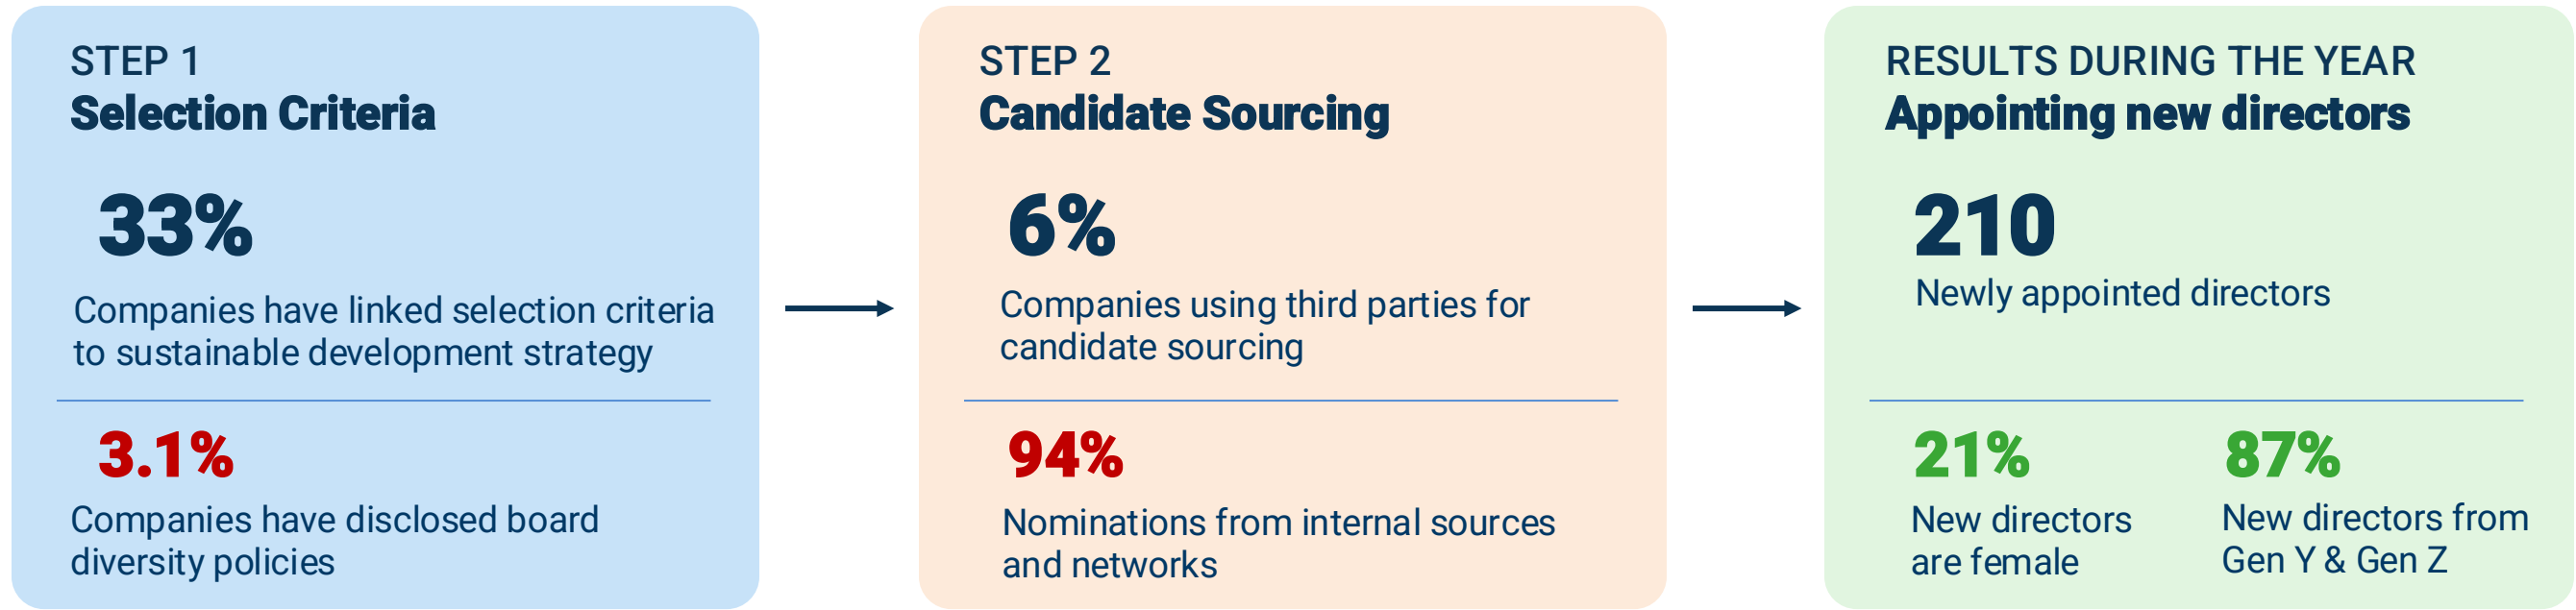 STEP 1
Selection Criteria
33%
Companies have linked selection criteria
to sustainable development strategy
3.1%
Companies have disclosed board
diversity policies
STEP 2
Candidate Sourcing
6%
Companies using third parties for
candidate sourcing
94%
Nominations from internal sources
and networks
RESULTS DURING THE YEAR
Appointing new directors
210
Newly appointed directors
21%
New directors
are female
87%
New directors from
Gen Y & Gen Z